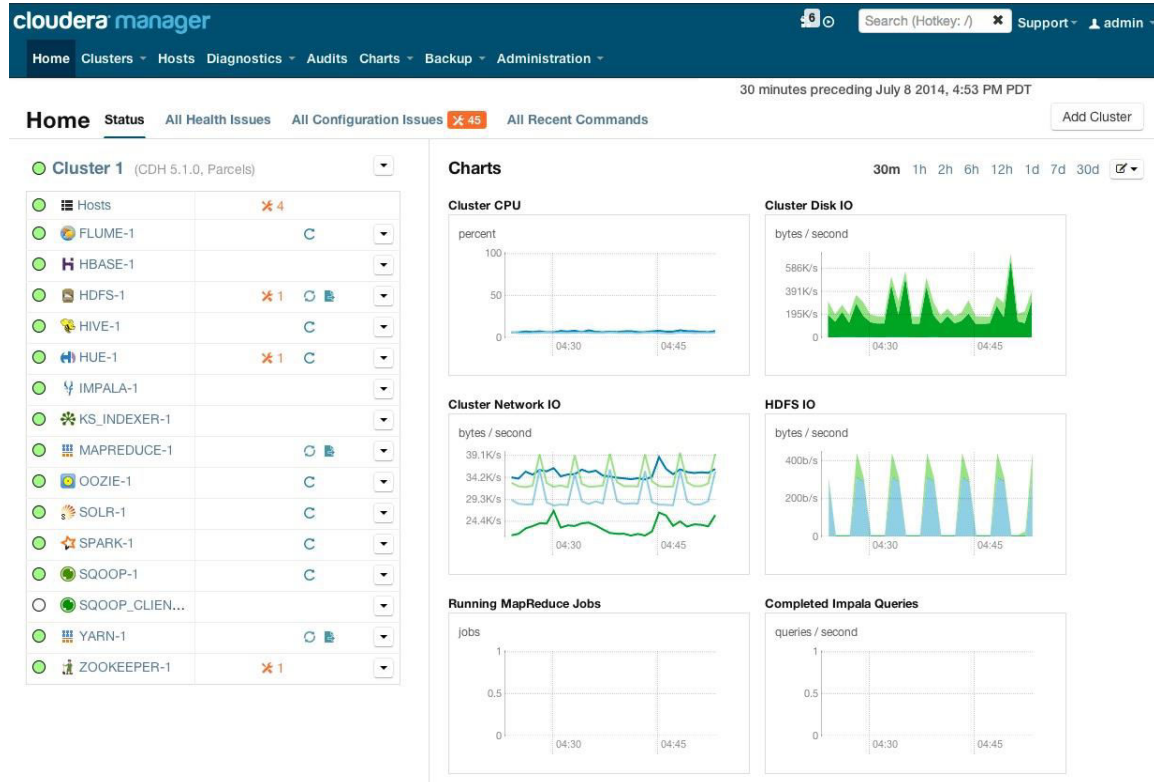 cloudera manager
6
Search (Hotkey: /)
Support
admin
Home Clusters Hosts Diagnostics Audits Charts Backup Administration
30 minutes preceding July 8 2014, 4:53 PM PDT
Home Status All Health Issues All Configuration Issues 45 All Recent Commands
Add Cluster
Cluster 1 (CDH 5.1.0, Parcels)
Hosts 4
FLUME-1
HBASE-1
HDFS-1 1
HIVE-1
HUE-1 1
IMPALA-1
KS_INDEXER-1
MAPREDUCE-1
OOZIE-1
SOLR-1
SPARK-1
SQOOP-1
SQOOP_CLIEN...
YARN-1
ZOOKEEPER-1 1
Charts
30m 1h 2h 6h 12h 1d 7d 30d
Cluster CPU
percent
100
50
0
04:30 04:45
Cluster Disk IO
bytes / second
586K/s
391K/s
195K/s
0
04:30 04:45
Cluster Network IO
bytes / second
39.1K/s
34.2K/s
29.3K/s
24.4K/s
04:30 04:45
HDFS IO
bytes / second
400b/s
200b/s
0
04:30 04:45
Running MapReduce Jobs
jobs
1
0.5
0
04:30 04:45
Completed Impala Queries
queries / second
1
0.5
0
04:30 04:45